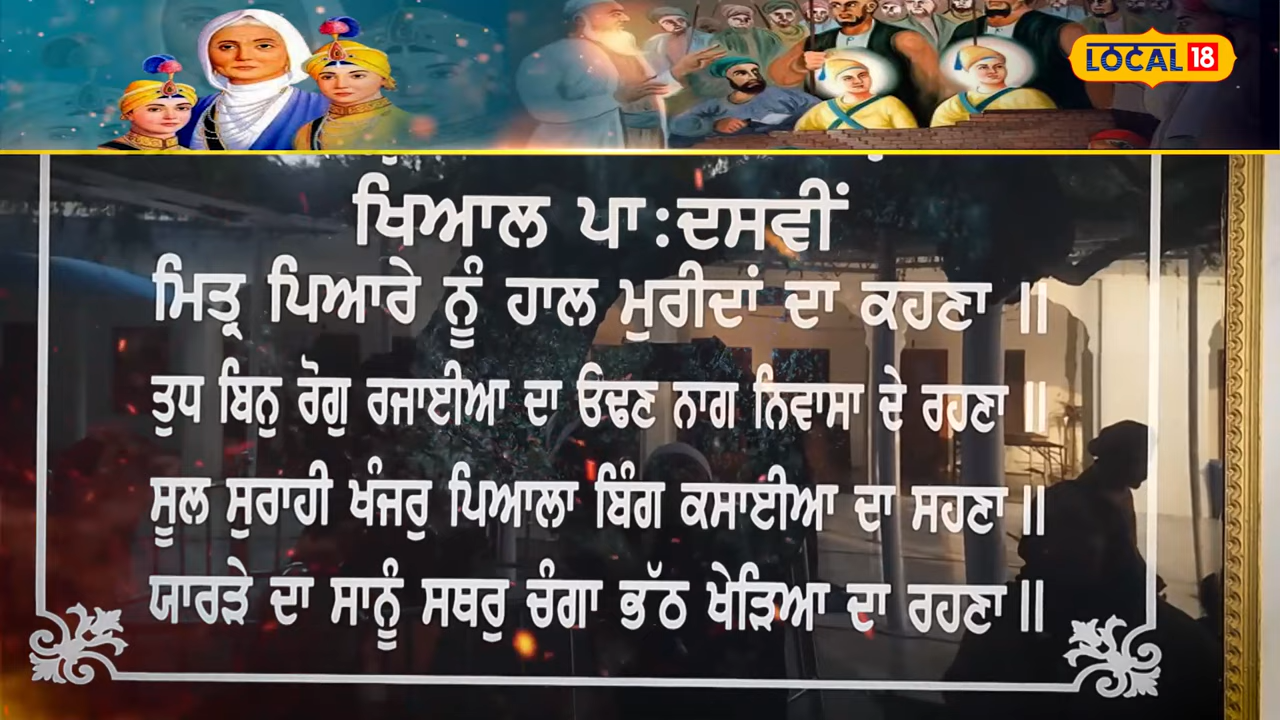 LOCAL 18
ਖਿਆਲ ਪਾ:ਦਸਵੀਂ
ਮਿਤ੍ਰ ਪਿਆਰੇ ਨੂੰ ਹਾਲ ਮੁਰੀਦਾਂ ਦਾ ਕਹਣਾ ॥
ਤੁਧ ਬਿਨੁ ਰੋਗੁ ਰਜਾਈਆ ਦਾ ਓਢਣ ਨਾਗ ਨਿਵਾਸਾ ਦੇ ਰਹਣਾ ॥
ਸੂਲ ਸੁਰਾਹੀ ਖੰਜਰੁ ਪਿਆਲਾ ਬਿੰਗ ਕਸਾਈਆ ਦਾ ਸਹਣਾ ॥
ਯਾਰੜੇ ਦਾ ਸਾਨੂੰ ਸਥਰੁ ਚੰਗਾ ਭੱਠ ਖੇੜਿਆ ਦਾ ਰਹਣਾ ॥